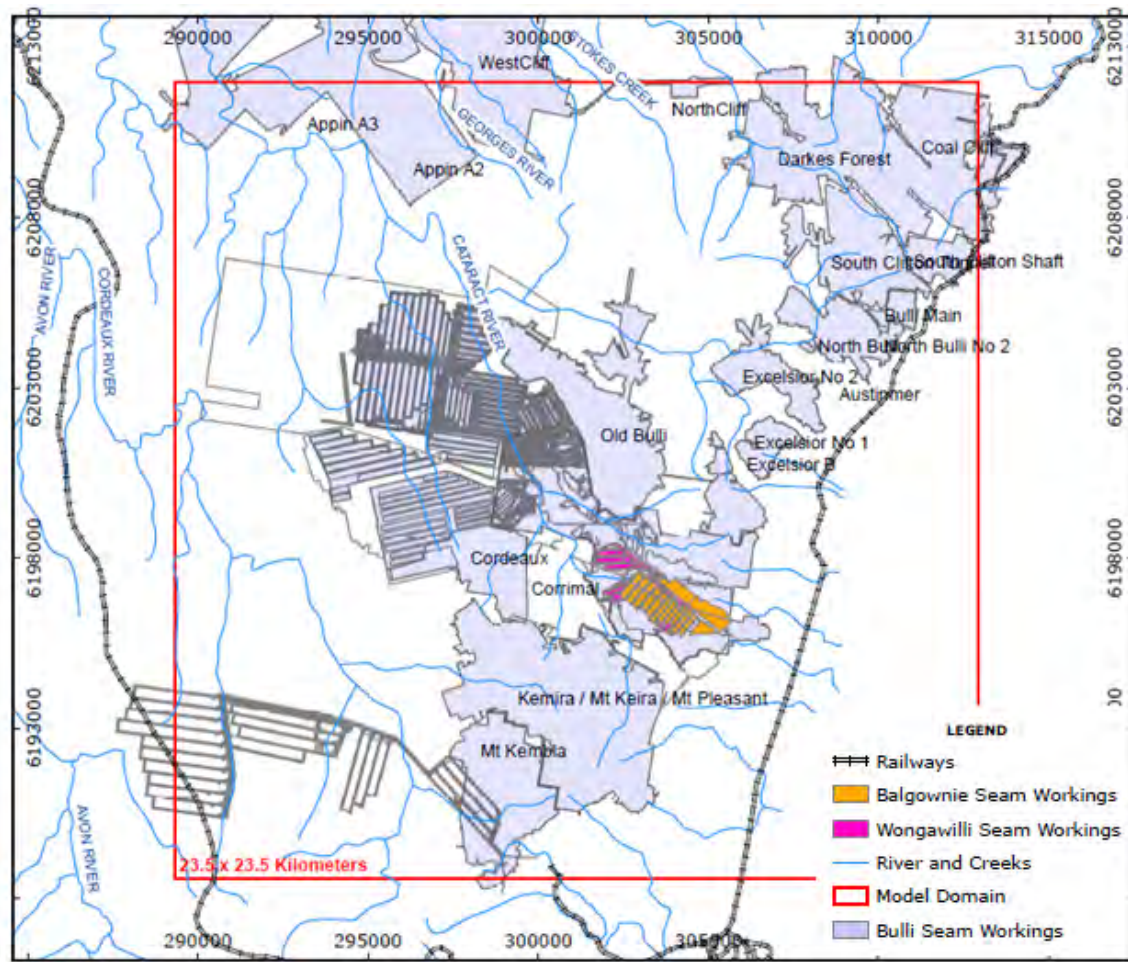 290000
295000
300000
305000
310000
315000
6213000
6213000
STOKES CREEK
WestCliff
NorthCliff
Appin A3
GEORGES RIVER
Coal Cliff
Darkes Forest
Appin A2
6208000
6208000
AVON RIVER
CORDEAUX RIVER
CATARACT RIVER
South Clifton Shaft
Bulli Main
North Bulli No 2
Excelsior No 2
6203000
6203000
Austinmer
Old Bulli
Excelsior No 1
Excelsior B
6198000
6198000
Cordeaux
Corrimal
Kemira / Mt Keira / Mt Pleasant
6193000
Mt Kembla
AVON RIVER
23.5 x 23.5 Kilometers
290000
295000
300000
LEGEND
Railways
Balgownie Seam Workings
Wongawilli Seam Workings
River and Creeks
Model Domain
Bulli Seam Workings